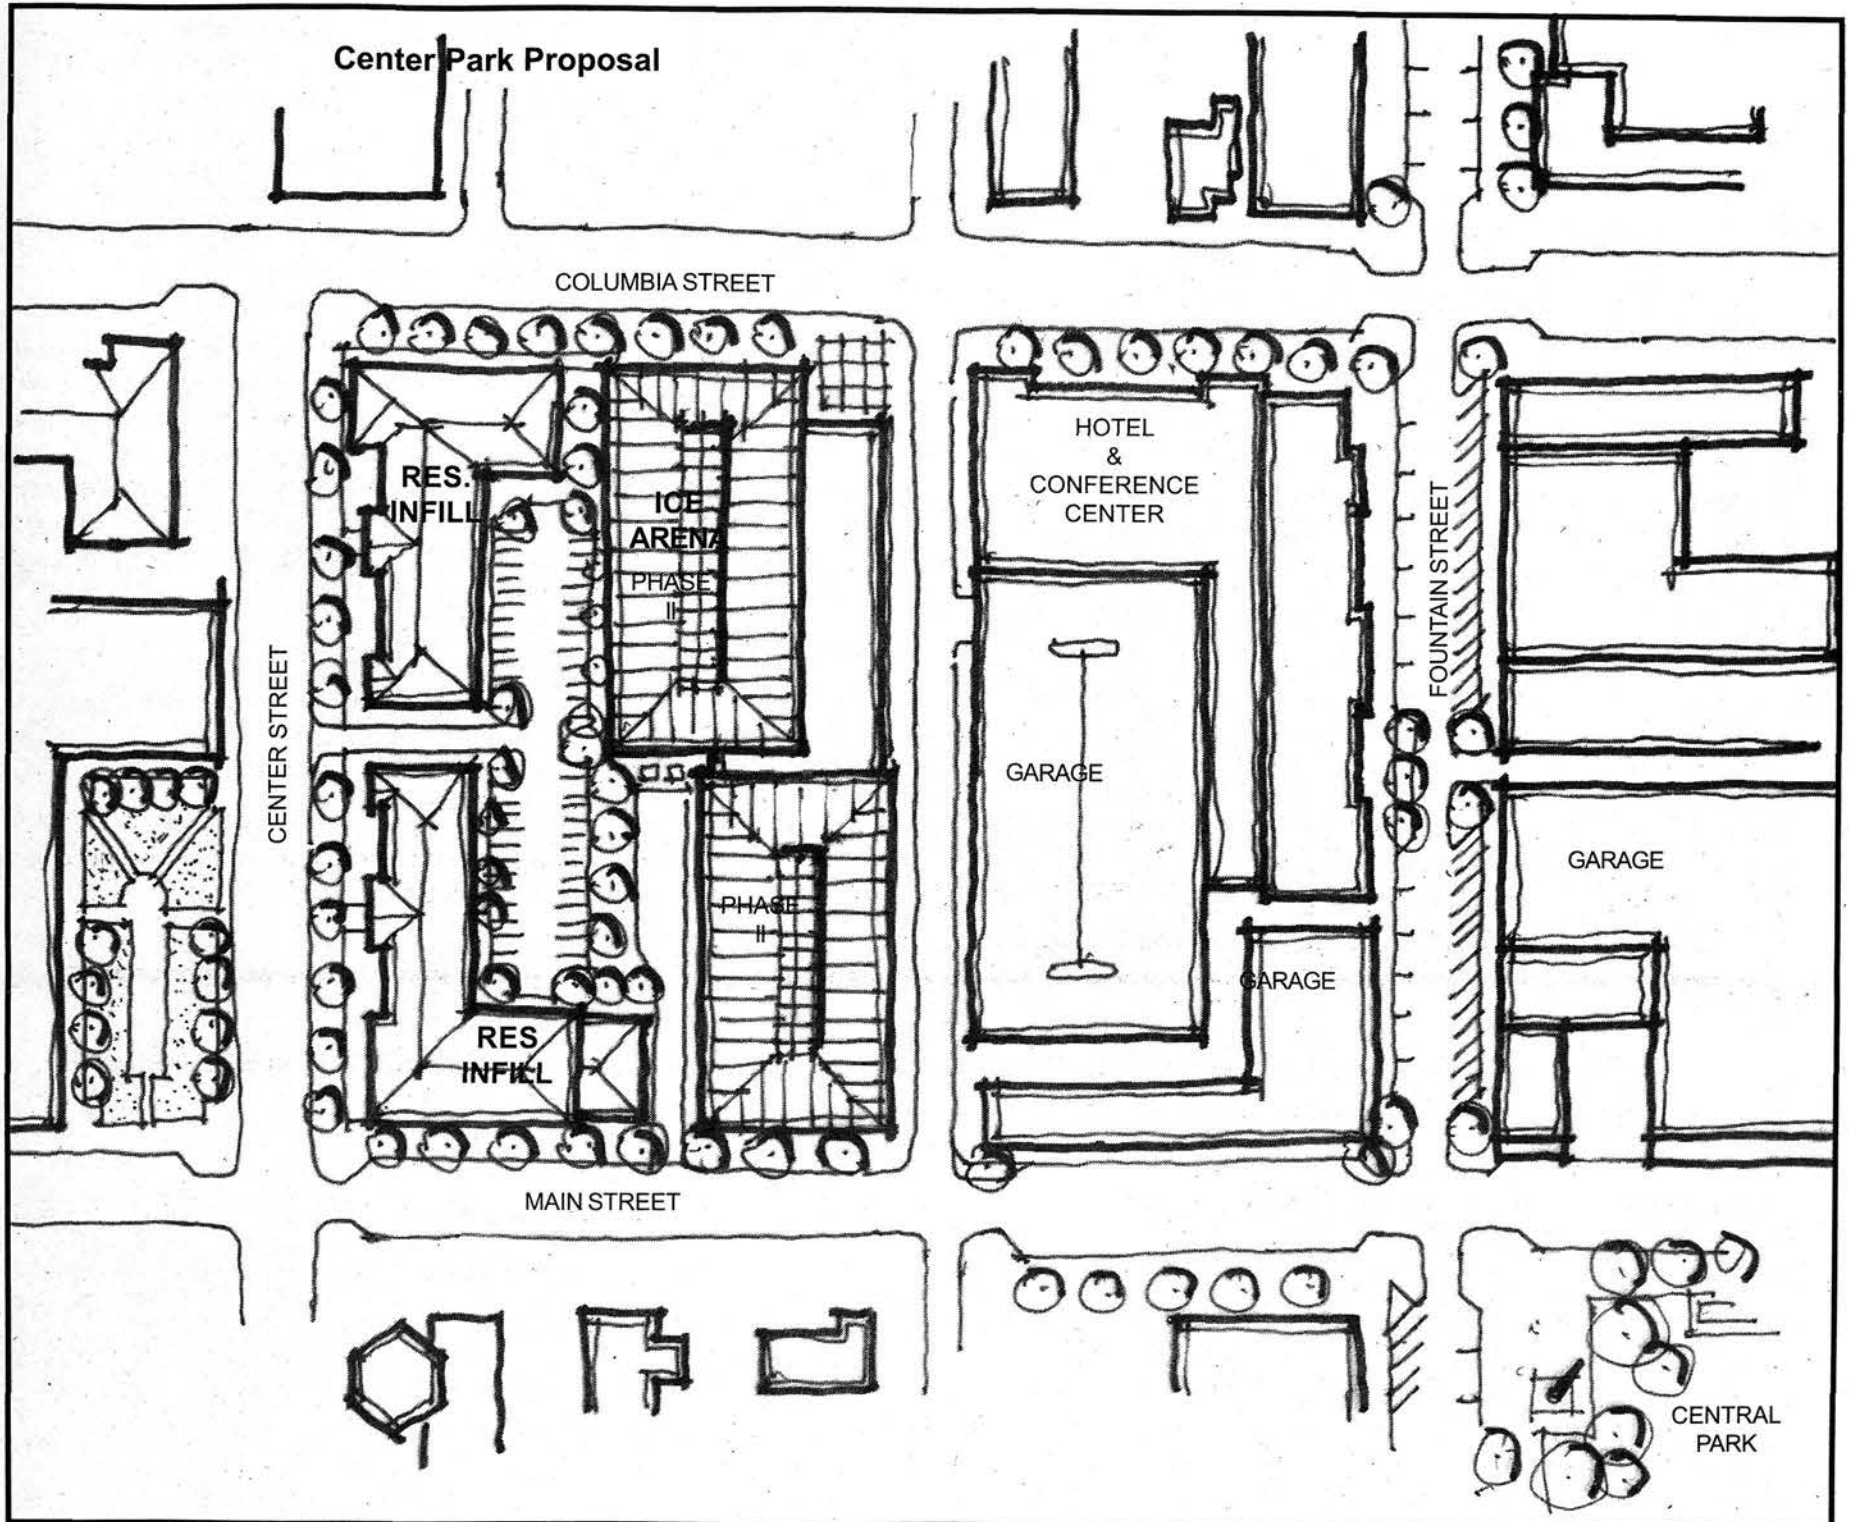 Center Park Proposal
COLUMBIA STREET
HOTEL
&
CONFERENCE
CENTER
RES.
INFILL
ICE
ARENA
PHASE
II
FOUNTAIN STREET
CENTER STREET
GARAGE
GARAGE
PHASE
II
GARAGE
RES
INFILL
MAIN STREET
CENTRAL
PARK